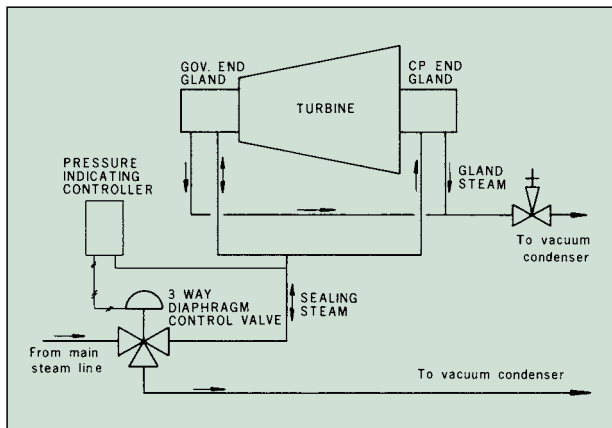 GOV. END
GLAND
CP END
GLAND
TURBINE
PRESSURE
INDICATING
CONTROLLER
GLAND
STEAM
To vacuum
condenser
3 WAY
DIAPHRAGM
CONTROL VALVE
SEALING
STEAM
From main
steam line
To vacuum condenser